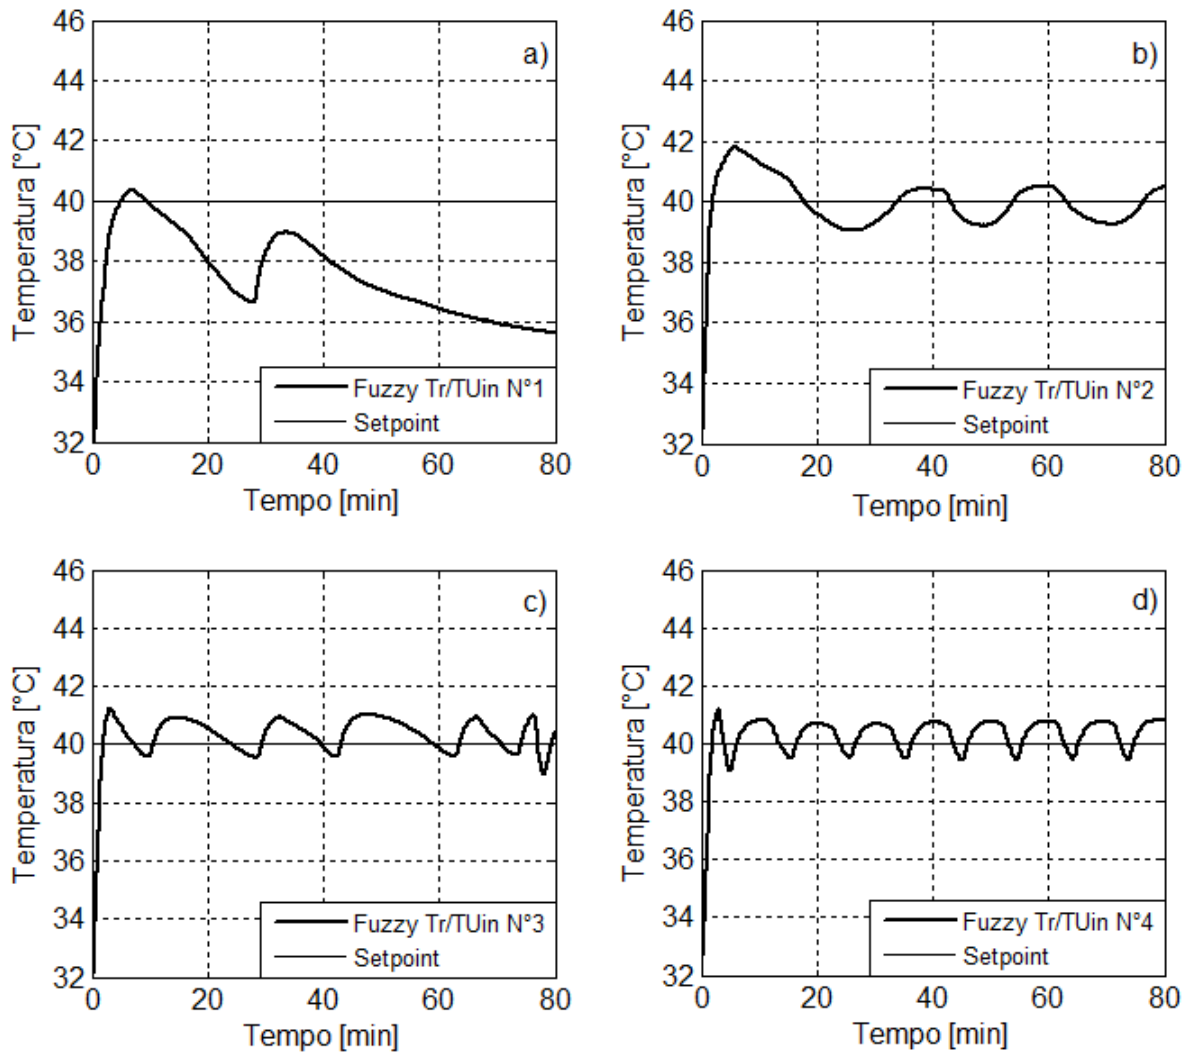 46
44
42
40
38
36
34
32
Temperatura [°C]
a)
Fuzzy Tr/TUin N°1
Setpoint
0 20 40 60 80
Tempo [min]
46
44
42
40
38
36
34
32
Temperatura [°C]
b)
Fuzzy Tr/TUin N°2
Setpoint
0 20 40 60 80
Tempo [min]
46
44
42
40
38
36
34
32
Temperatura [°C]
c)
Fuzzy Tr/TUin N°3
Setpoint
0 20 40 60 80
Tempo [min]
46
44
42
40
38
36
34
32
Temperatura [°C]
d)
Fuzzy Tr/TUin N°4
Setpoint
0 20 40 60 80
Tempo [min]